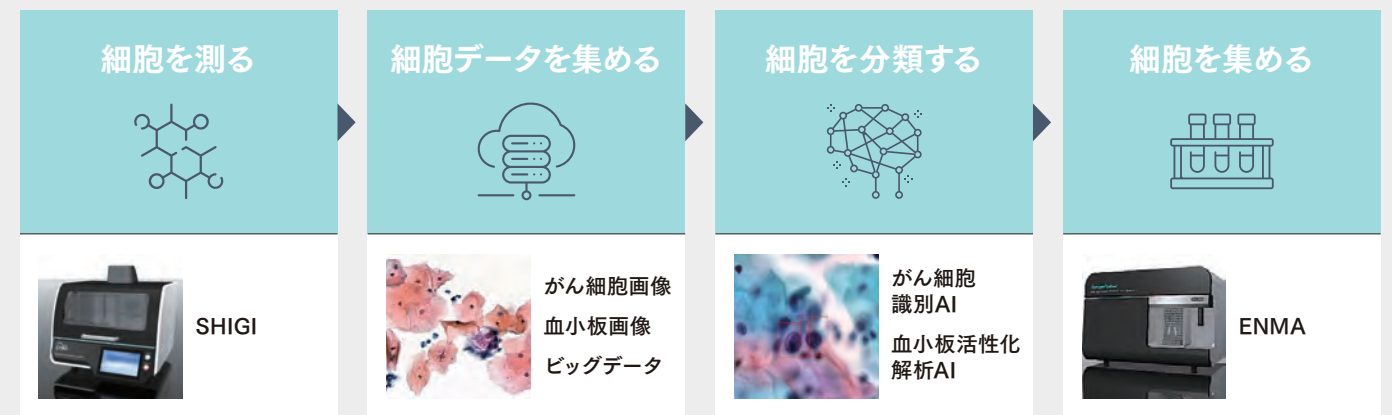 細胞を測る
細胞データを集める
細胞を分類する
細胞を集める
SHIGI
がん細胞画像
血小板画像
ビッグデータ
がん細胞
識別AI
血小板活性化
解析AI
ENMA